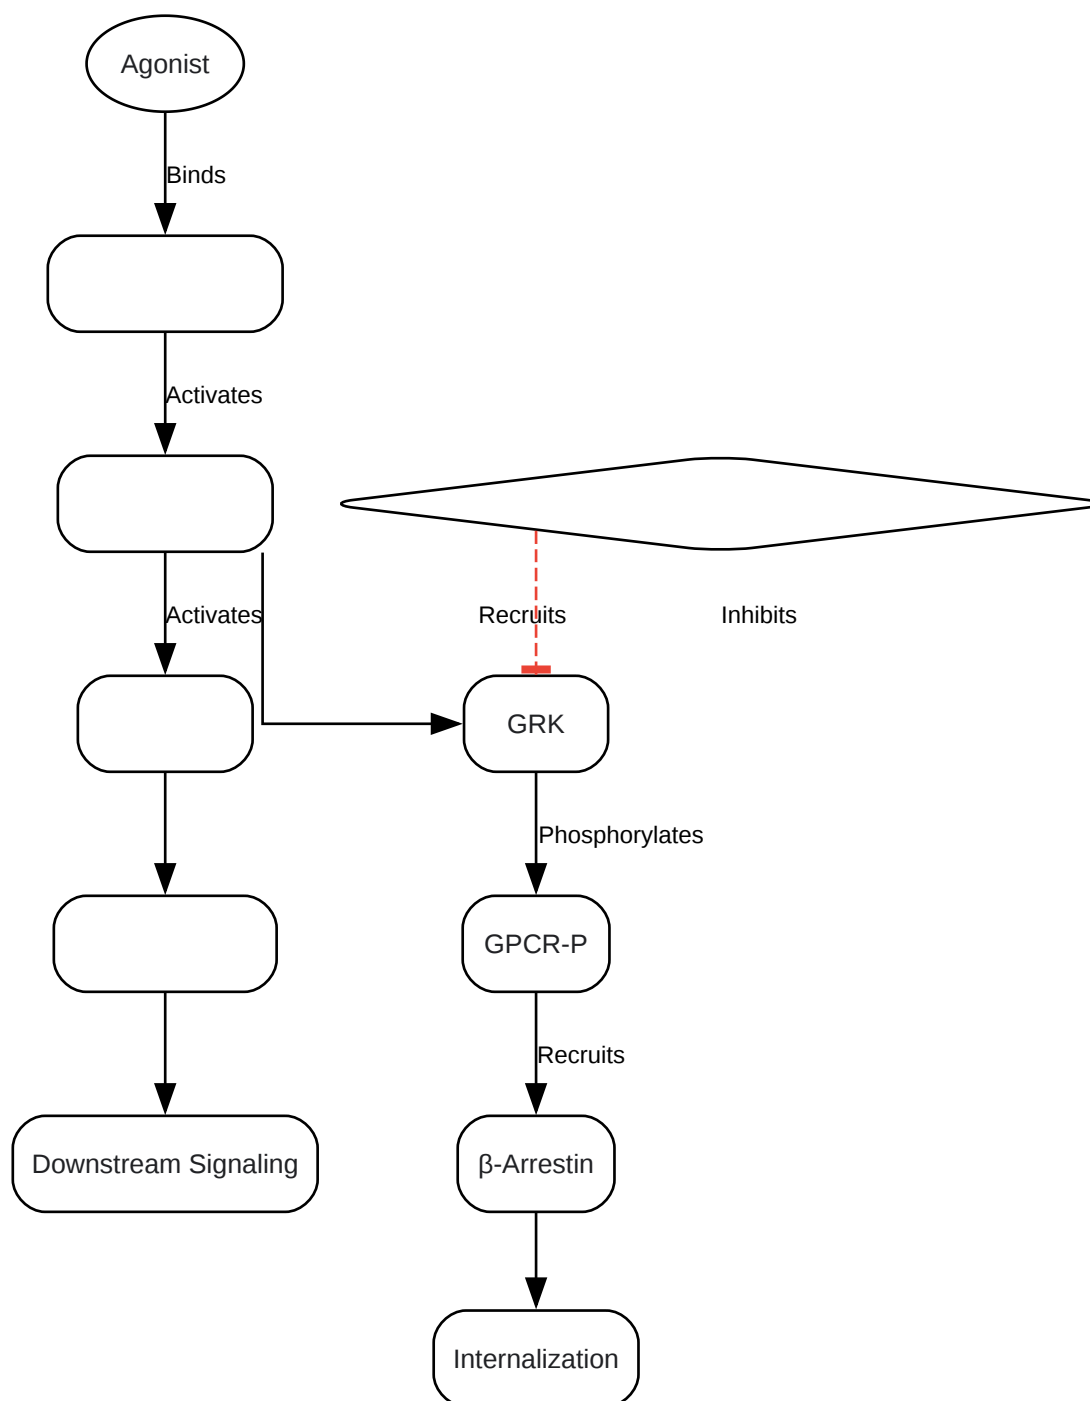 Agonist
Binds
Activates
Activates
Recruits
Inhibits
GRK
Phosphorylates
GPCR-P
Recruits
Downstream Signaling
β-Arrestin
Internalization